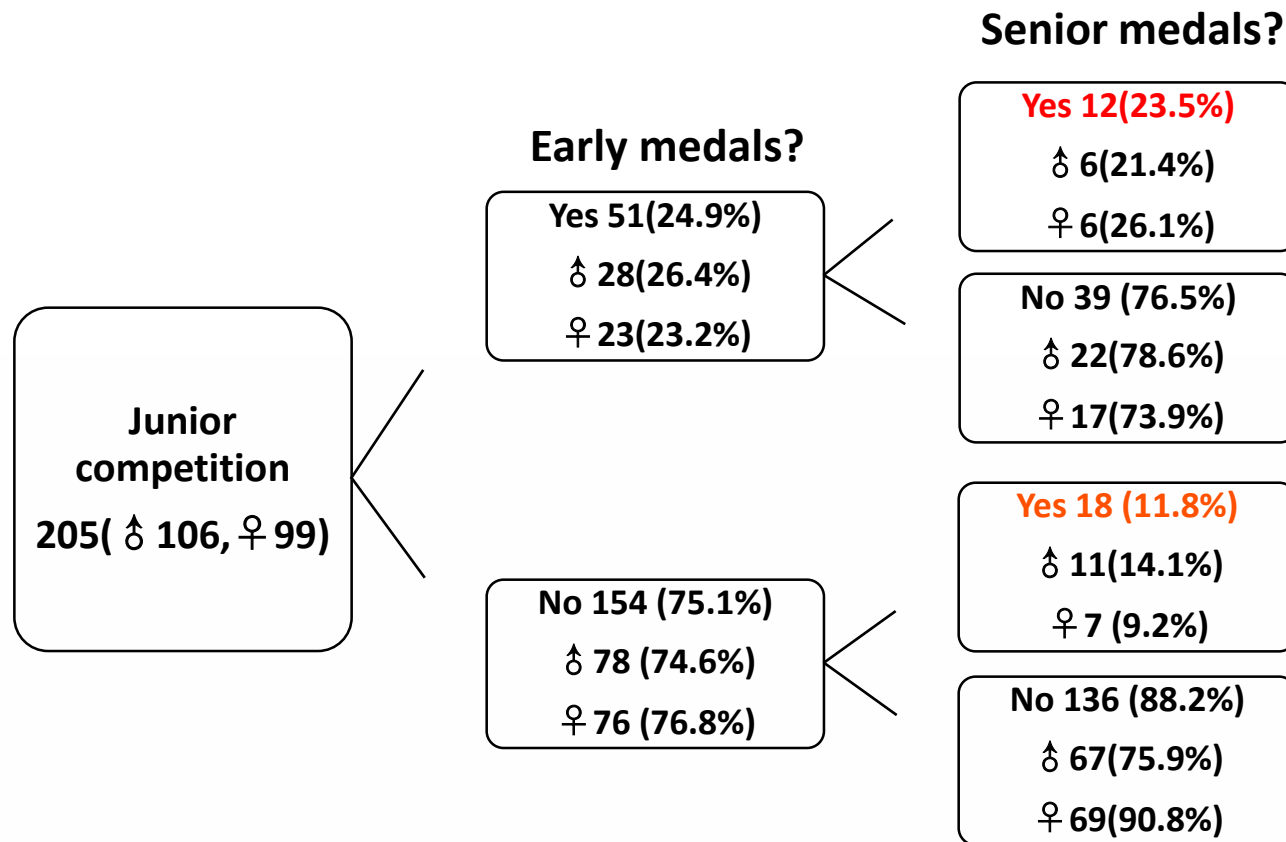 Senior medals?
Yes 12(23.5%)
♂ 6(21.4%)
♀ 6(26.1%)
Early medals?
Yes 51(24.9%)
♂ 28(26.4%)
♀ 23(23.2%)
No 39 (76.5%)
♂ 22(78.6%)
♀ 17(73.9%)
Junior
competition
205( ♂ 106, ♀ 99)
Yes 18 (11.8%)
♂ 11(14.1%)
♀ 7 (9.2%)
No 154 (75.1%)
♂ 78 (74.6%)
♀ 76 (76.8%)
No 136 (88.2%)
♂ 67(75.9%)
♀ 69(90.8%)